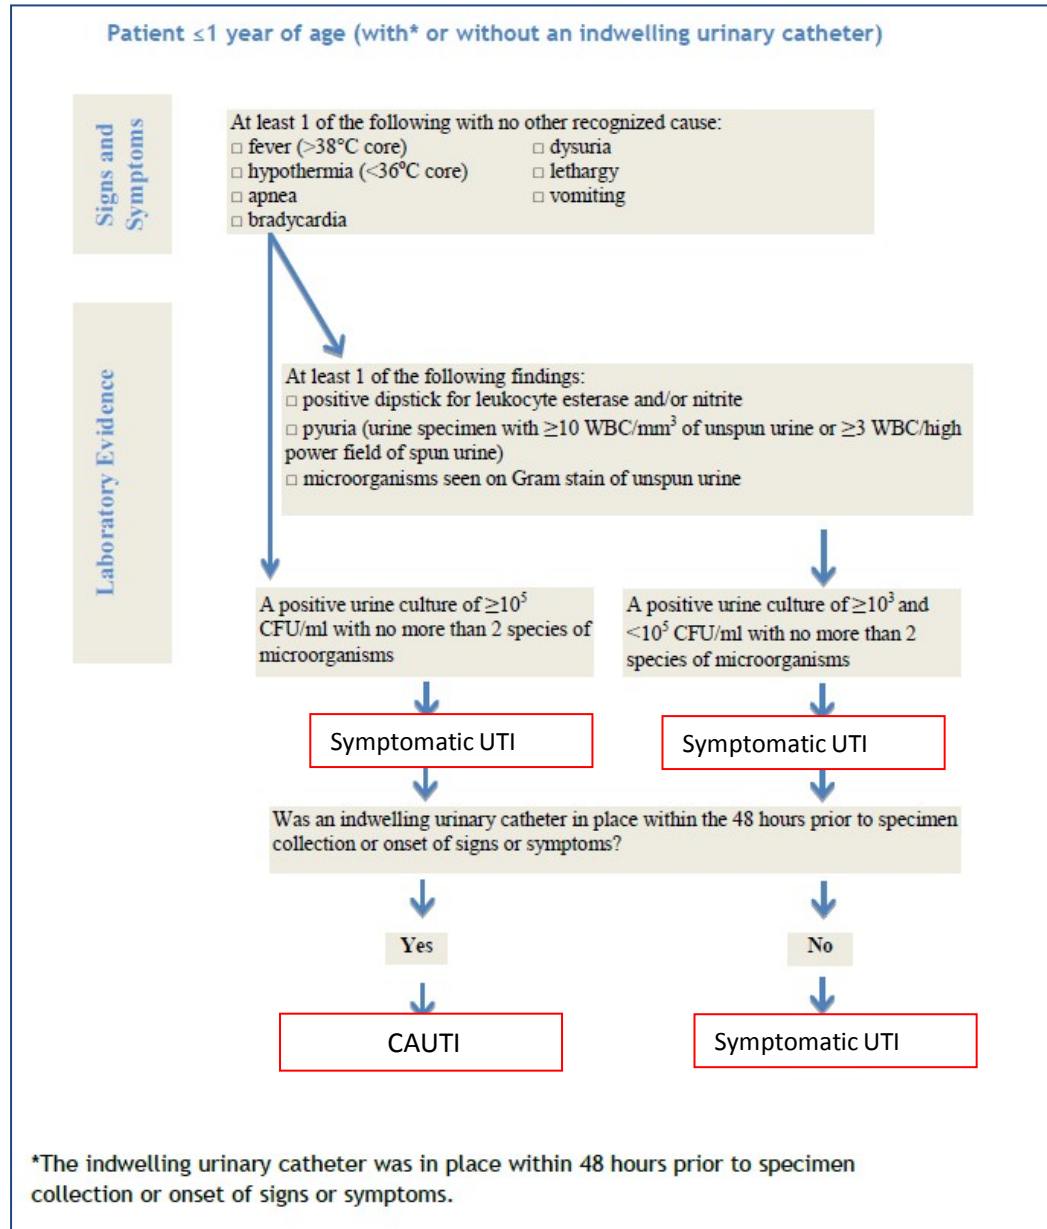 Patient ≤1 year of age (with* or without an indwelling urinary catheter)
Signs and
Symptoms
At least 1 of the following with no other recognized cause:
□ fever (>38°C core)
□ dysuria
□ hypothermia (<36°C core)
□ lethargy
□ apnea
□ vomiting
□ bradycardia
Laboratory Evidence
At least 1 of the following findings:
□ positive dipstick for leukocyte esterase and/or nitrite
□ pyuria (urine specimen with ≥10 WBC/mm³ of unspun urine or ≥3 WBC/high
power field of spun urine)
□ microorganisms seen on Gram stain of unspun urine
A positive urine culture of ≥10⁵
CFU/ml with no more than 2 species of
microorganisms
A positive urine culture of ≥10³ and
<10⁵ CFU/ml with no more than 2
species of microorganisms
Symptomatic UTI
Symptomatic UTI
Was an indwelling urinary catheter in place within the 48 hours prior to specimen
collection or onset of signs or symptoms?
Yes
No
CAUTI
Symptomatic UTI
*The indwelling urinary catheter was in place within 48 hours prior to specimen
collection or onset of signs or symptoms.